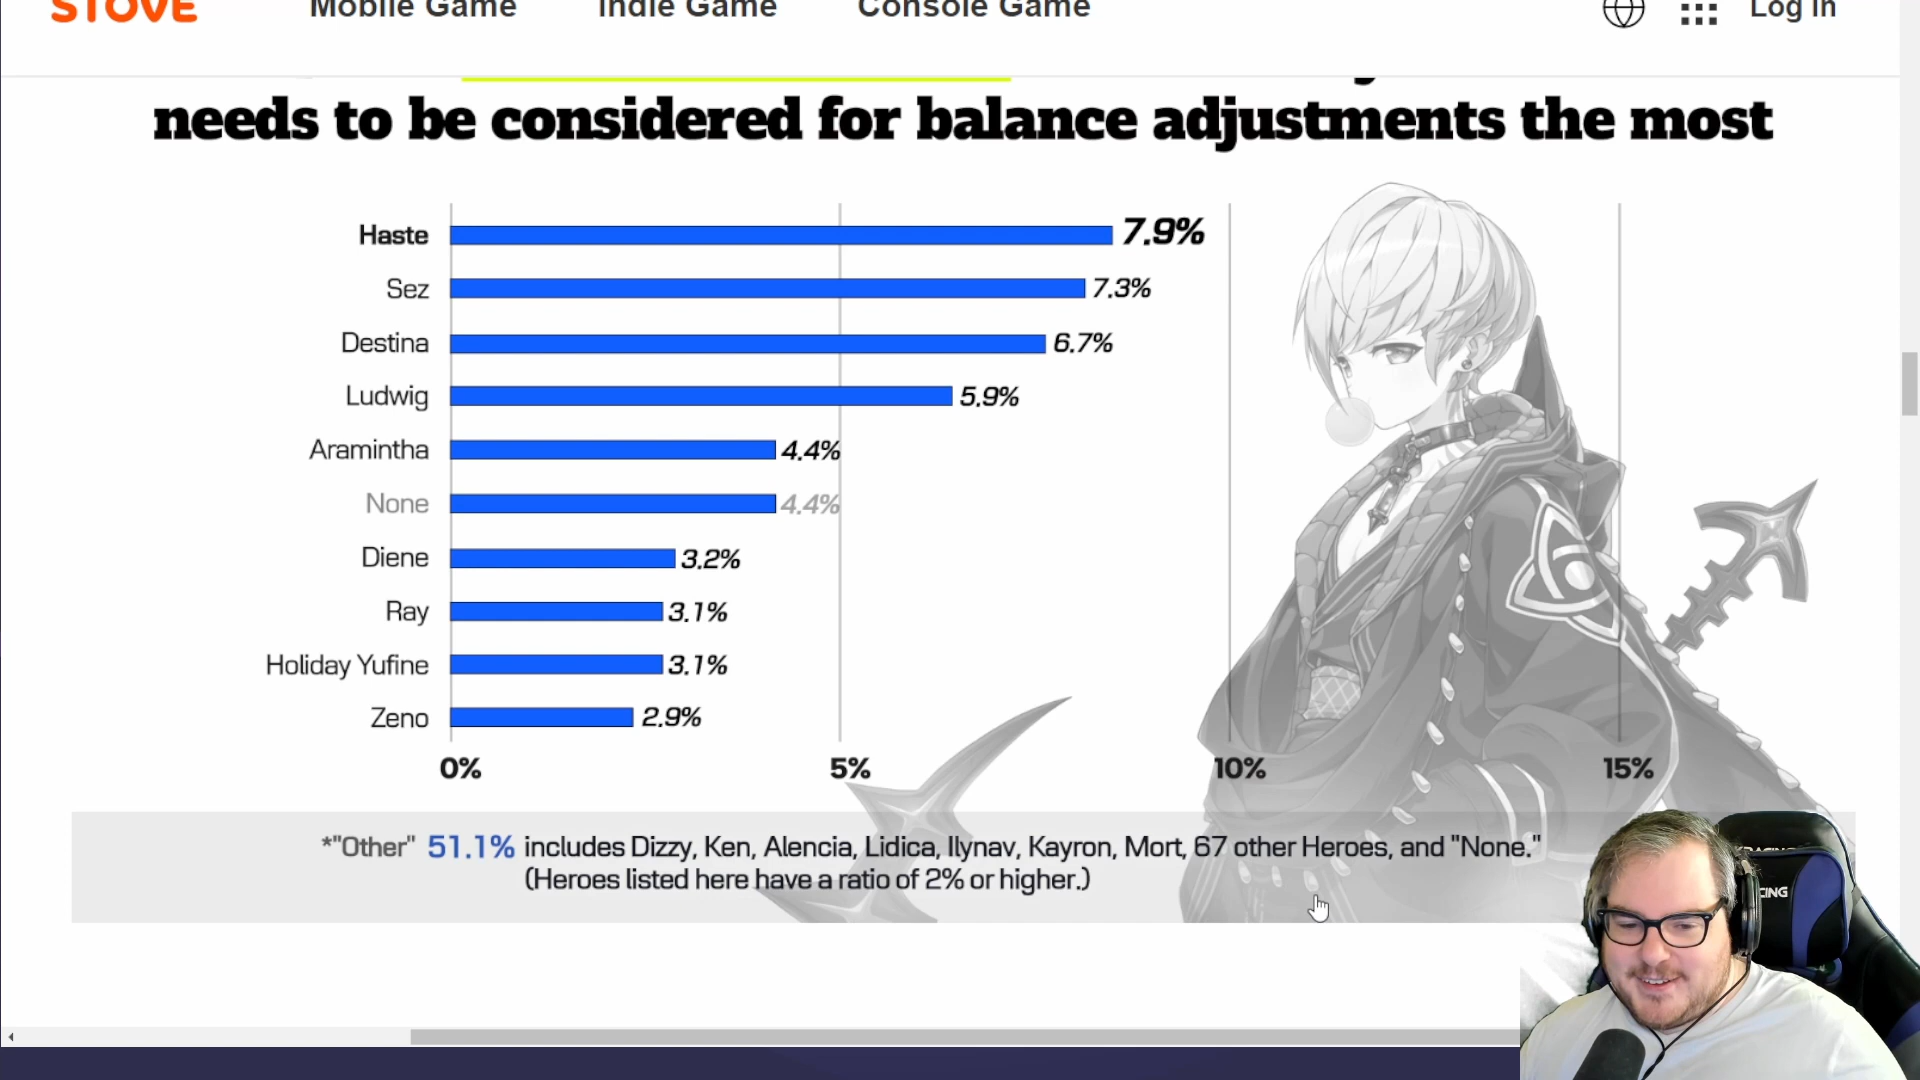 STOVE Mobile Game Indie Game Console Game Log in
needs to be considered for balance adjustments the most
Haste 7.9%
Sez 7.3%
Destina 6.7%
Ludwig 5.9%
Aramintha 4.4%
None 4.4%
Diene 3.2%
Ray 3.1%
Holiday Yufine 3.1%
Zeno 2.9%
0% 5% 10% 15%
*"Other" 51.1% includes Dizzy, Ken, Alencia, Lidica, Ilynav, Kayron, Mort, 67 other Heroes, and "None."
(Heroes listed here have a ratio of 2% or higher.)
RACING
CING